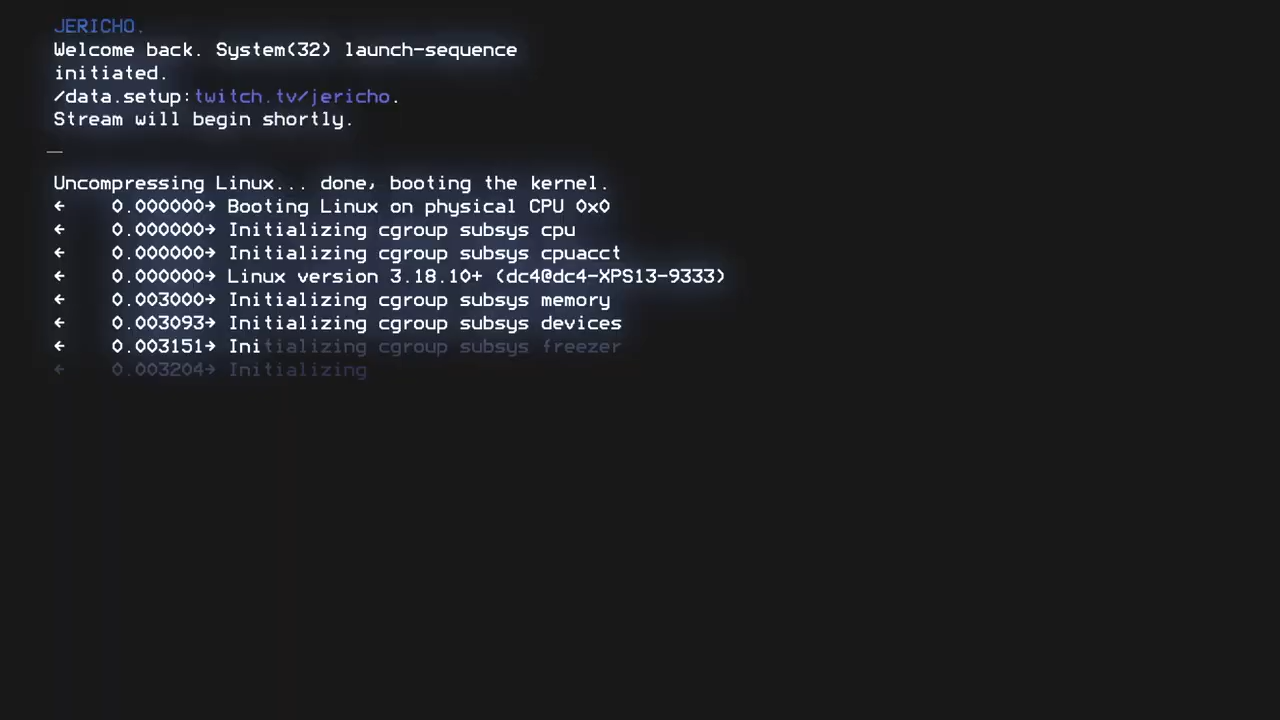 JERICHO.
Welcome back. System(32) launch-sequence
initiated.
/data.setup:twitch.tv/jericho.
Stream will begin shortly.
_
Uncompressing Linux... done, booting the kernel.
← 0.000000→ Booting Linux on physical CPU 0x0
← 0.000000→ Initializing cgroup subsys cpu
← 0.000000→ Initializing cgroup subsys cpuacct
← 0.000000→ Linux version 3.18.10+ (dc4@dc4-XPS13-9333)
← 0.003000→ Initializing cgroup subsys memory
← 0.003093→ Initializing cgroup subsys devices
← 0.003151→ Initializing cgroup subsys freezer
← 0.003204→ Initializing